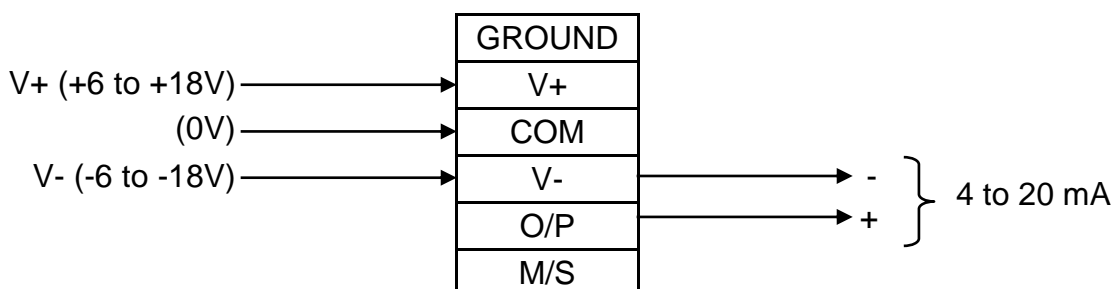 GROUND
V+ (+6 to +18V) V+
(0V) COM
V- (-6 to -18V) V- -
4 to 20 mA
O/P +
M/S